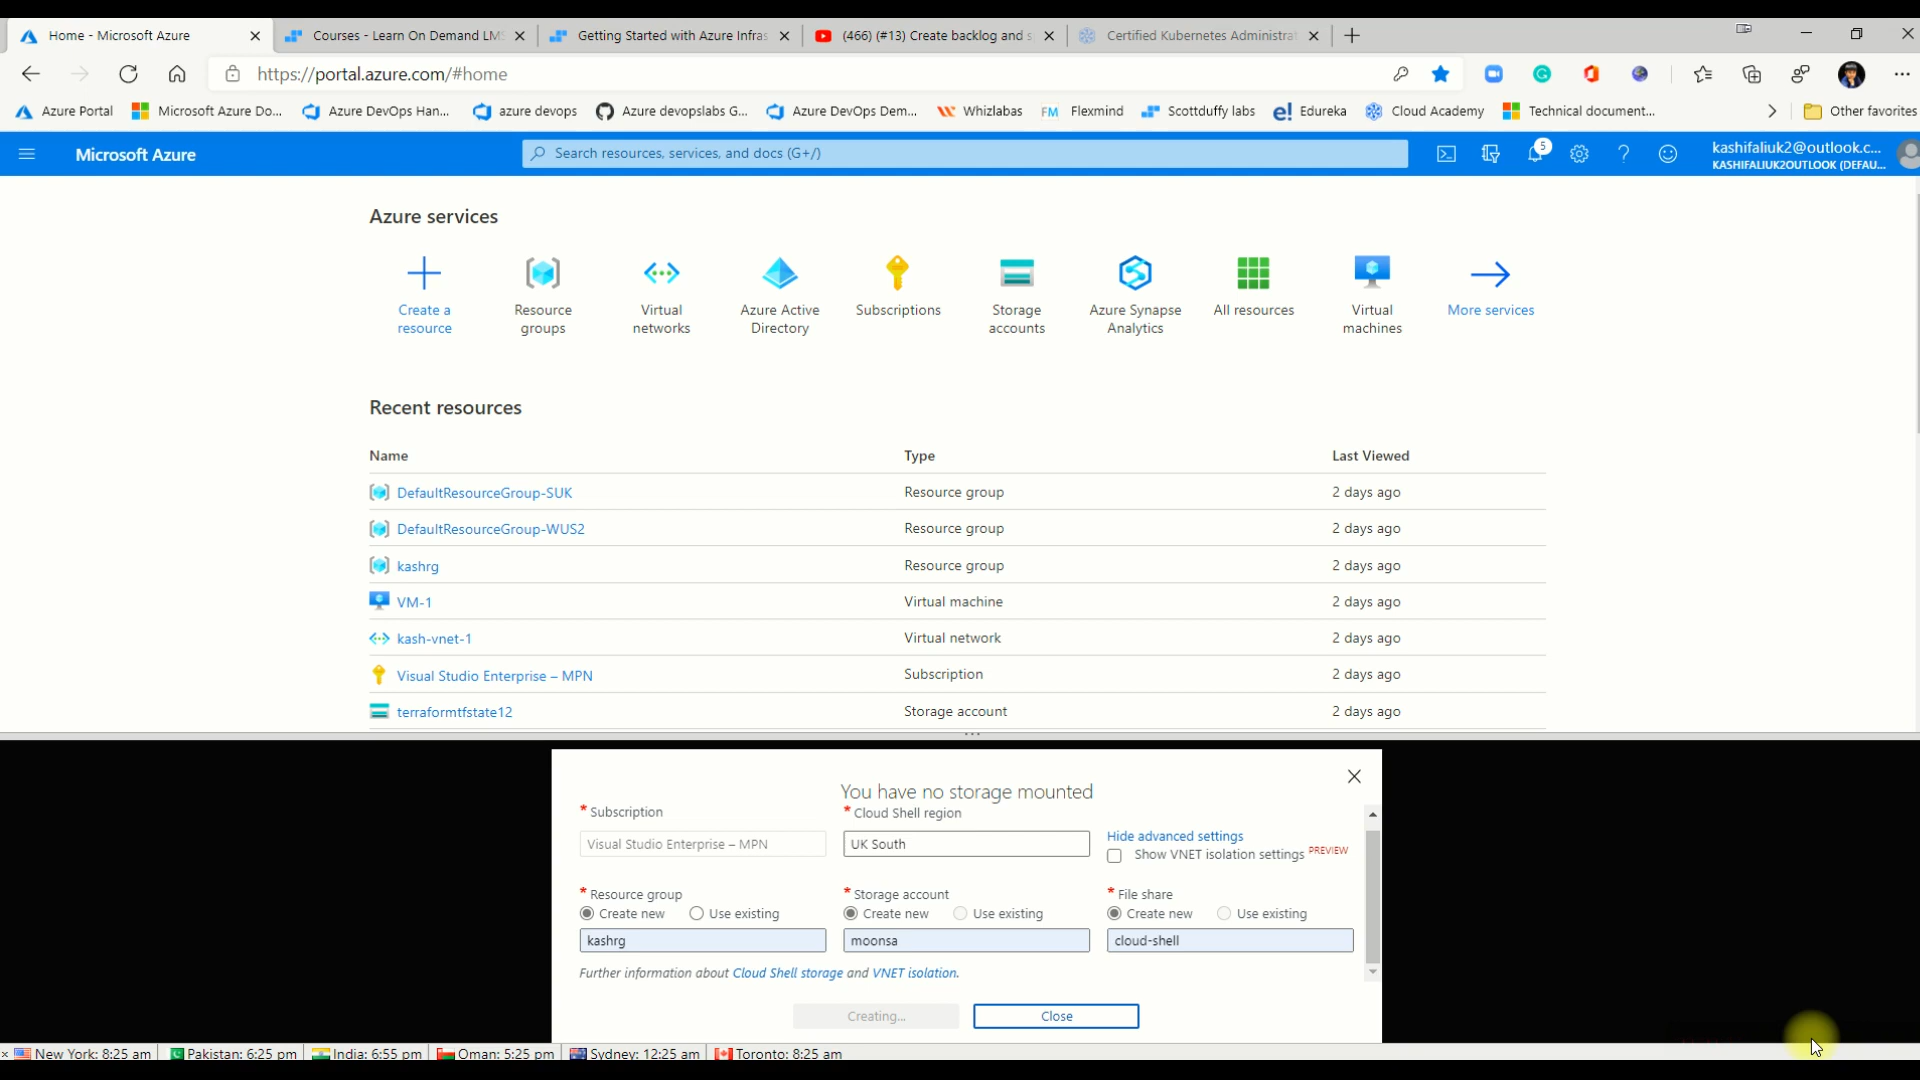 Home - Microsoft Azure
Courses - Learn On Demand LM
Getting Started with Azure Infras
(466) (#13) Create backlog and s
Certified Kubernetes Administrat
https://portal.azure.com/#home
Azure Portal
Microsoft Azure Do...
Azure DevOps Han...
azure devops
Azure devopslabs G...
Azure DevOps Dem...
Whizlabas
FM Flexmind
Scottduffy labs
e! Edureka
Cloud Academy
Technical document...
Other favorites
Microsoft Azure
Search resources, services, and docs (G+/)
5
kashifaliuk2@outlook.c...
KASHIFALIUK2OUTLOOK (DEFAU...
Azure services
Create a resource
Resource groups
Virtual networks
Azure Active Directory
Subscriptions
Storage accounts
Azure Synapse Analytics
All resources
Virtual machines
More services
Recent resources
Name Type Last Viewed
DefaultResourceGroup-SUK Resource group 2 days ago
DefaultResourceGroup-WUS2 Resource group 2 days ago
kashrg Resource group 2 days ago
VM-1 Virtual machine 2 days ago
kash-vnet-1 Virtual network 2 days ago
Visual Studio Enterprise – MPN Subscription 2 days ago
terraformtfstate12 Storage account 2 days ago
You have no storage mounted
* Subscription
* Cloud Shell region
Visual Studio Enterprise – MPN
UK South
Hide advanced settings
Show VNET isolation settings PREVIEW
* Resource group
* Storage account
* File share
Create new Use existing
Create new Use existing
Create new Use existing
kashrg
moonsa
cloud-shell
Further information about Cloud Shell storage and VNET isolation.
Creating...
Close
× New York: 8:25 am
Pakistan: 6:25 pm
India: 6:55 pm
Oman: 5:25 pm
Sydney: 12:25 am
Toronto: 8:25 am